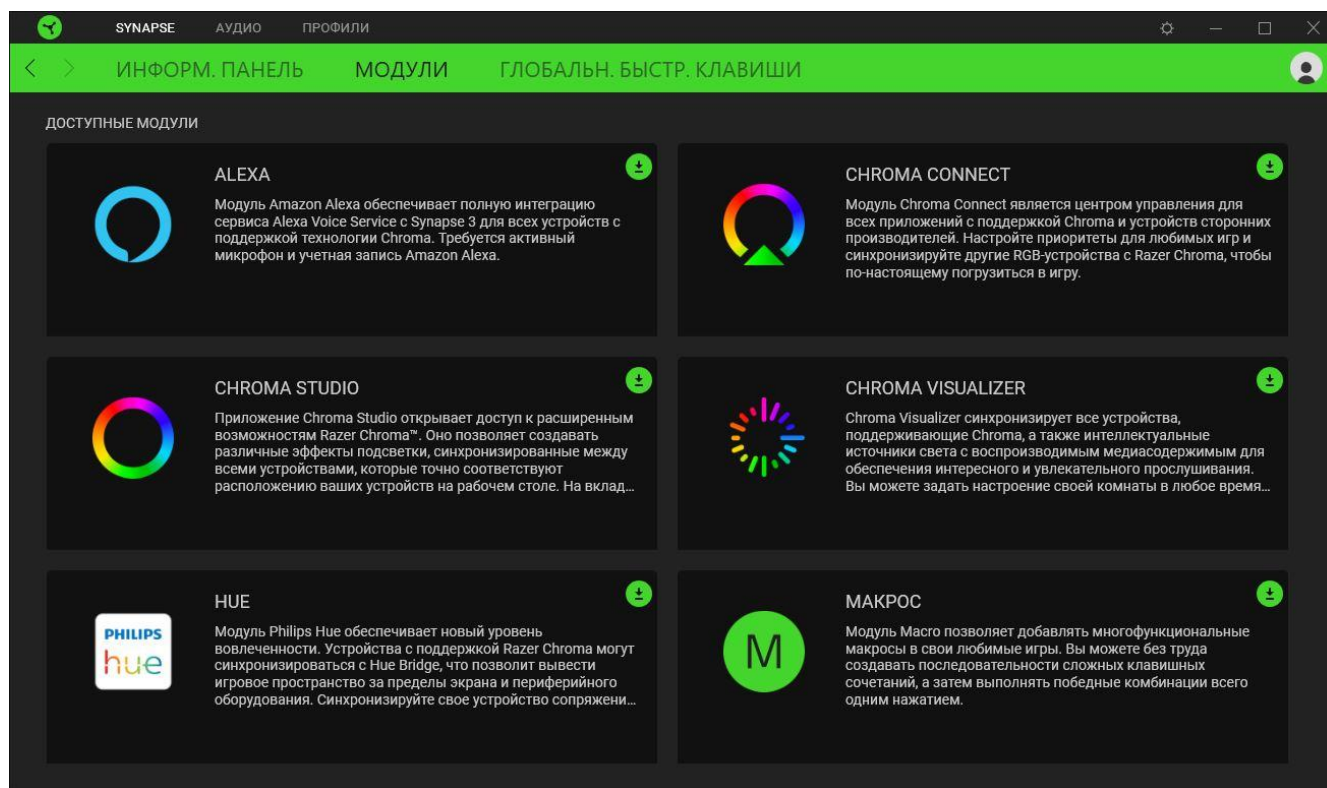 SYNAPSE АУДИО ПРОФИЛИ
ИНФОРМ. ПАНЕЛЬ МОДУЛИ ГЛОБАЛЬН. БЫСТР. КЛАВИШИ
ДОСТУПНЫЕ МОДУЛИ
ALEXA
Модуль Amazon Alexa обеспечивает полную интеграцию
сервиса Alexa Voice Service с Synapse 3 для всех устройств с
поддержкой технологии Chroma. Требуется активный
микрофон и учетная запись Amazon Alexa.
CHROMA CONNECT
Модуль Chroma Connect является центром управления для
всех приложений с поддержкой Chroma и устройств сторонних
производителей. Настройте приоритеты для любимых игр и
синхронизируйте другие RGB-устройства с Razer Chroma, чтобы
по-настоящему погрузиться в игру.
CHROMA STUDIO
Приложение Chroma Studio открывает доступ к расширенным
возможностям Razer Chroma™. Оно позволяет создавать
различные эффекты подсветки, синхронизированные между
всеми устройствами, которые точно соответствуют
расположению ваших устройств на рабочем столе. На вклад...
CHROMA VISUALIZER
Chroma Visualizer синхронизирует все устройства,
поддерживающие Chroma, а также интеллектуальные
источники света с воспроизводимым медиасодержимым для
обеспечения интересного и увлекательного прослушивания.
Вы можете задать настроение своей комнаты в любое время...
PHILIPS
hue
HUE
Модуль Philips Hue обеспечивает новый уровень
вовлеченности. Устройства с поддержкой Razer Chroma могут
синхронизироваться с Hue Bridge, что позволит вывести
игровое пространство за пределы экрана и периферийного
оборудования. Синхронизируйте свое устройство сопряжени...
M
МАКРОС
Модуль Macro позволяет добавлять многофункциональные
макросы в свои любимые игры. Вы можете без труда
создавать последовательности сложных клавишных
сочетаний, а затем выполнять победные комбинации всего
одним нажатием.